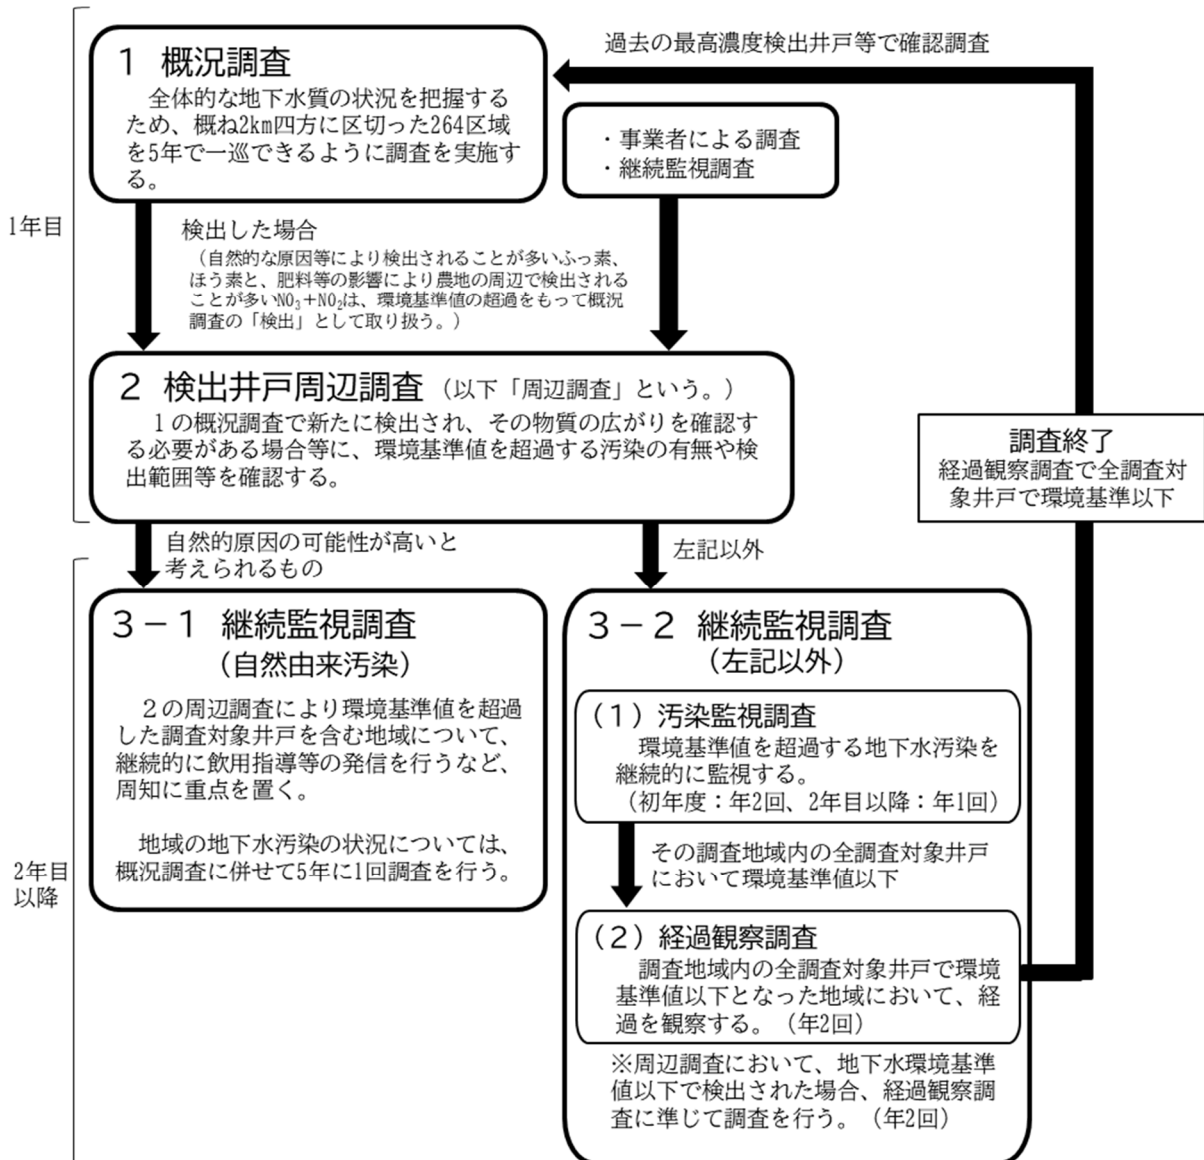 過去の最高濃度検出井戸等で確認調査
1 概況調査
全体的な地下水質の状況を把握する
ため、概ね2km四方に区切った264区域
を5年で一巡できるように調査を実施す
る。
・事業者による調査
・継続監視調査
1年目
検出した場合
（自然的な原因等により検出されることが多いふっ素、
ほう素と、肥料等の影響により農地の周辺で検出される
ことが多いNO₃＋NO₂は、環境基準値の超過をもって概況
調査の「検出」として取り扱う。）
2 検出井戸周辺調査（以下「周辺調査」という。）
1の概況調査で新たに検出され、その物質の広がりを確認す
る必要がある場合等に、環境基準値を超過する汚染の有無や検
出範囲等を確認する。
調査終了
経過観察調査で全調査対
象井戸で環境基準以下
自然的原因の可能性が高いと
考えられるもの
左記以外
2年目
以降
3－1 継続監視調査
（自然由来汚染）
2の周辺調査により環境基準値を超過
した調査対象井戸を含む地域について、
継続的に飲用指導等の発信を行うなど、
周知に重点を置く。
地域の地下水汚染の状況については、
概況調査に併せて5年に1回調査を行う。
3－2 継続監視調査
（左記以外）
（1）汚染監視調査
環境基準値を超過する地下水汚染を
継続的に監視する。
（初年度：年2回、2年目以降：年1回）
その調査地域内の全調査対象井戸
において環境基準値以下
（2）経過観察調査
調査地域内の全調査対象井戸で環境
基準値以下となった地域において、経
過を観察する。（年2回）
※周辺調査において、地下水環境基準
値以下で検出された場合、経過観察調
査に準じて調査を行う。（年2回）